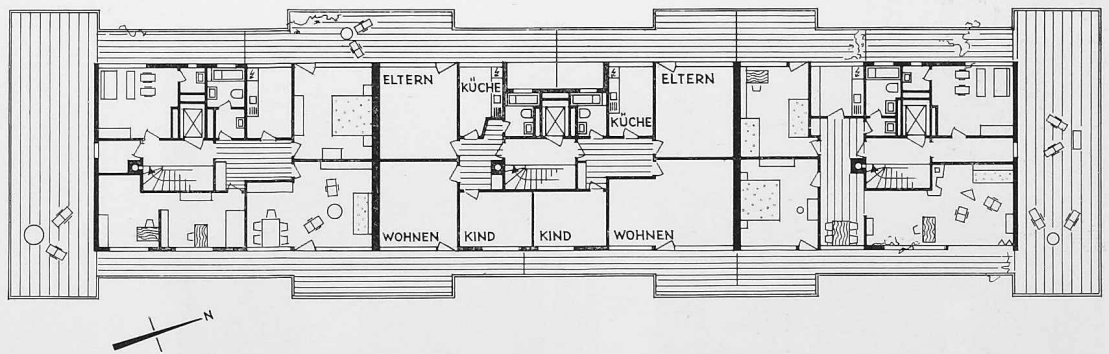 ELTERN
KÜCHE
KÜCHE
ELTERN
WOHNEN
KIND
KIND
WOHNEN
N